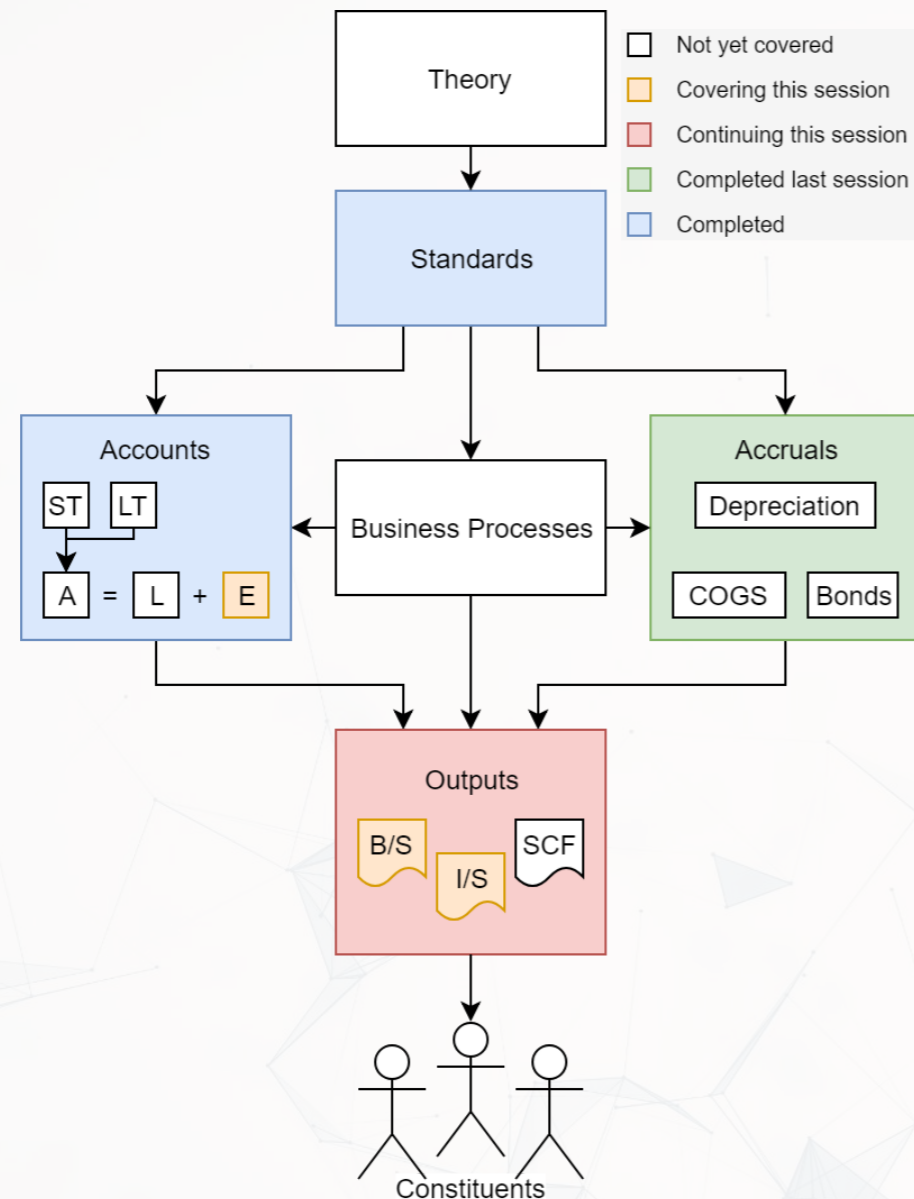 Theory
Not yet covered
Covering this session
Continuing this session
Completed last session
Completed
Standards
Accounts
ST LT
A = L + E
Business Processes
Accruals
Depreciation
COGS Bonds
Outputs
B/S I/S SCF
Constituents